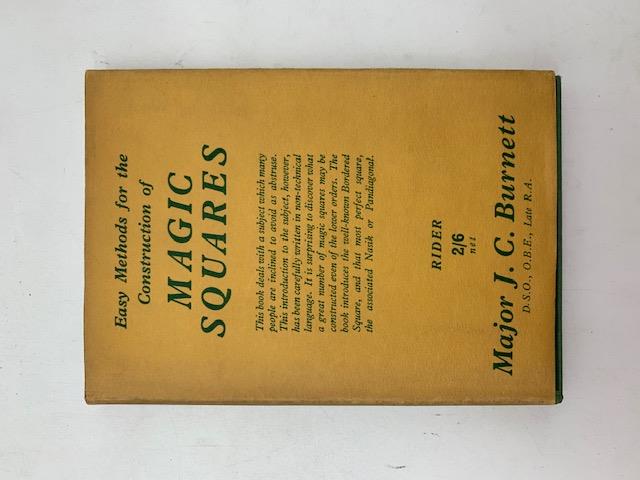 Easy Methods for the
Construction of
MAGIC
SQUARES
This book deals with a subject which many
people are inclined to avoid as abstruse.
This introduction to the subject, however,
has been carefully written in non-technical
language. It is surprising to discover what
a great number of magic squares may be
constructed even of the lower orders. The
book introduces the well-known Bordered
Square, and that most perfect square,
the associated Nasik or Pandiagonal.
RIDER
2/6
net
Major J. C. Burnett
D.S.O., O.B.E., Late R.A.